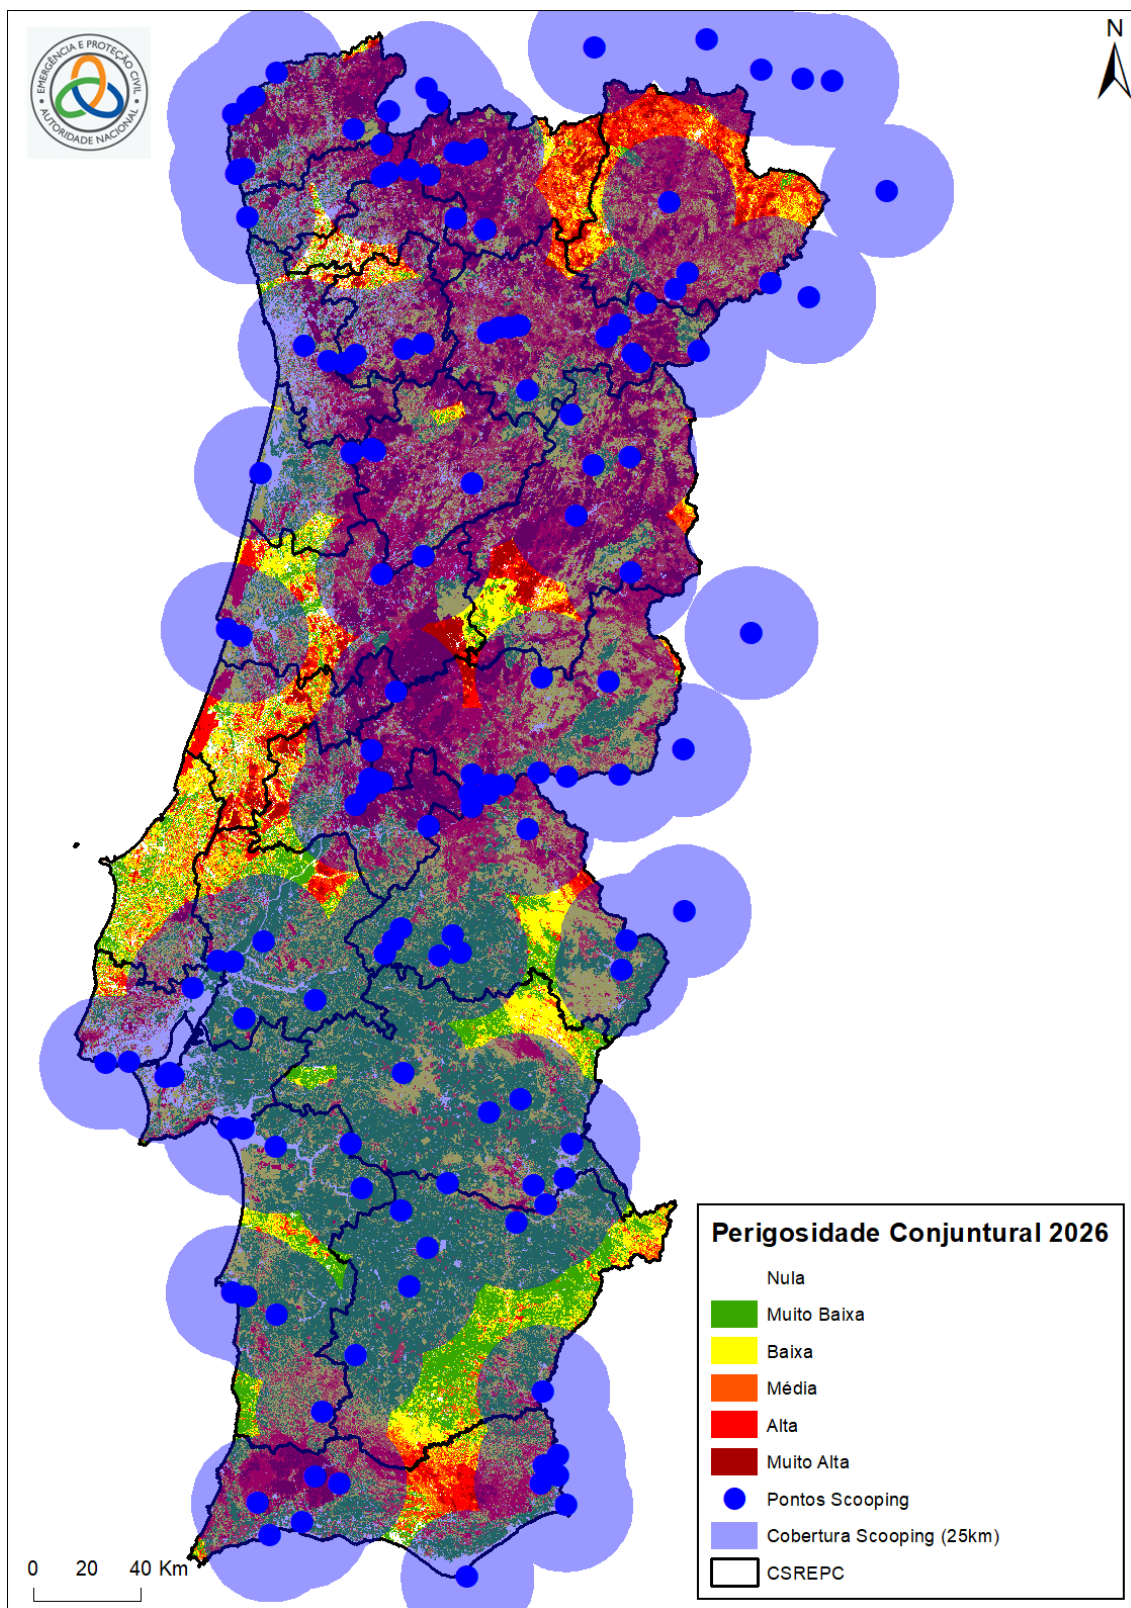 EMERGÊNCIA E PROTEÇÃO CIVIL
AUTORIDADE NACIONAL
N
Perigosidade Conjuntural 2026
Nula
Muito Baixa
Baixa
Média
Alta
Muito Alta
Pontos Scooping
Cobertura Scooping (25km)
CSREPC
0 20 40 Km